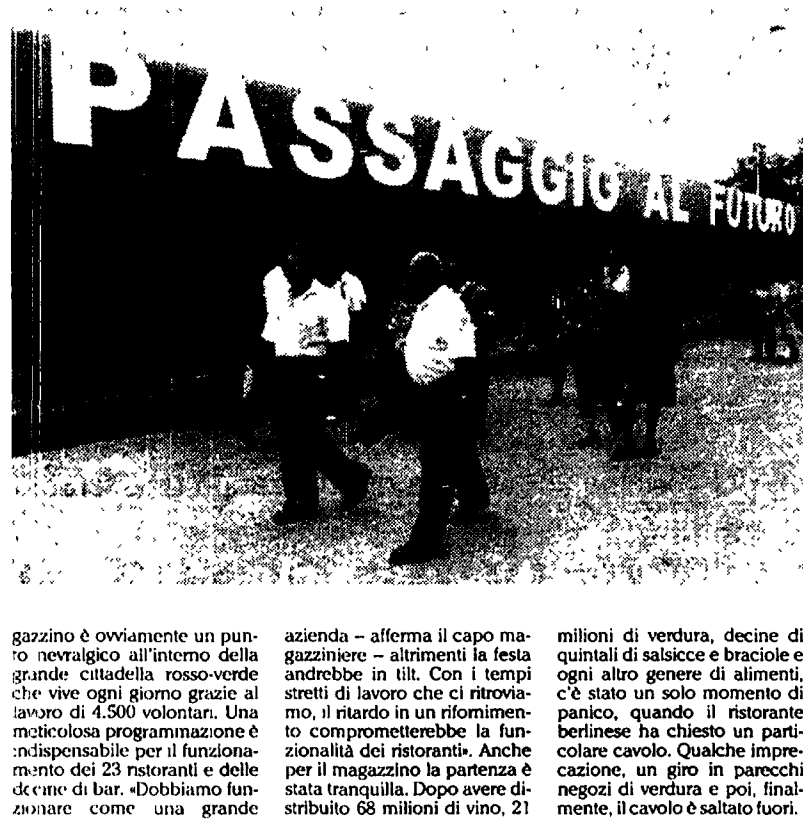 PASSAGGIO AL FUTURO
gazzino è ovviamente un pun-
to nevralgico all'interno della
grande cittadella rosso-verde
che vive ogni giorno grazie al
lavoro di 4.500 volontari. Una
meticolosa programmazione è
indispensabile per il funziona-
mento dei 23 ristoranti e delle
decine di bar. «Dobbiamo fun-
zionare come una grande
azienda – afferma il capo ma-
gazziniere – altrimenti la festa
andrebbe in tilt. Con i tempi
stretti di lavoro che ci ritrovia-
mo, il ritardo in un rifornimen-
to comprometterebbe la fun-
zionalità dei ristoranti». Anche
per il magazzino la partenza è
stata tranquilla. Dopo avere di-
stribuito 68 milioni di vino, 21
milioni di verdura, decine di
quintali di salsicce e braciole e
ogni altro genere di alimenti,
c'è stato un solo momento di
panico, quando il ristorante
berlinese ha chiesto un parti-
colare cavolo. Qualche impre-
cazione, un giro in parecchi
negozi di verdura e poi, final-
mente, il cavolo è saltato fuori.